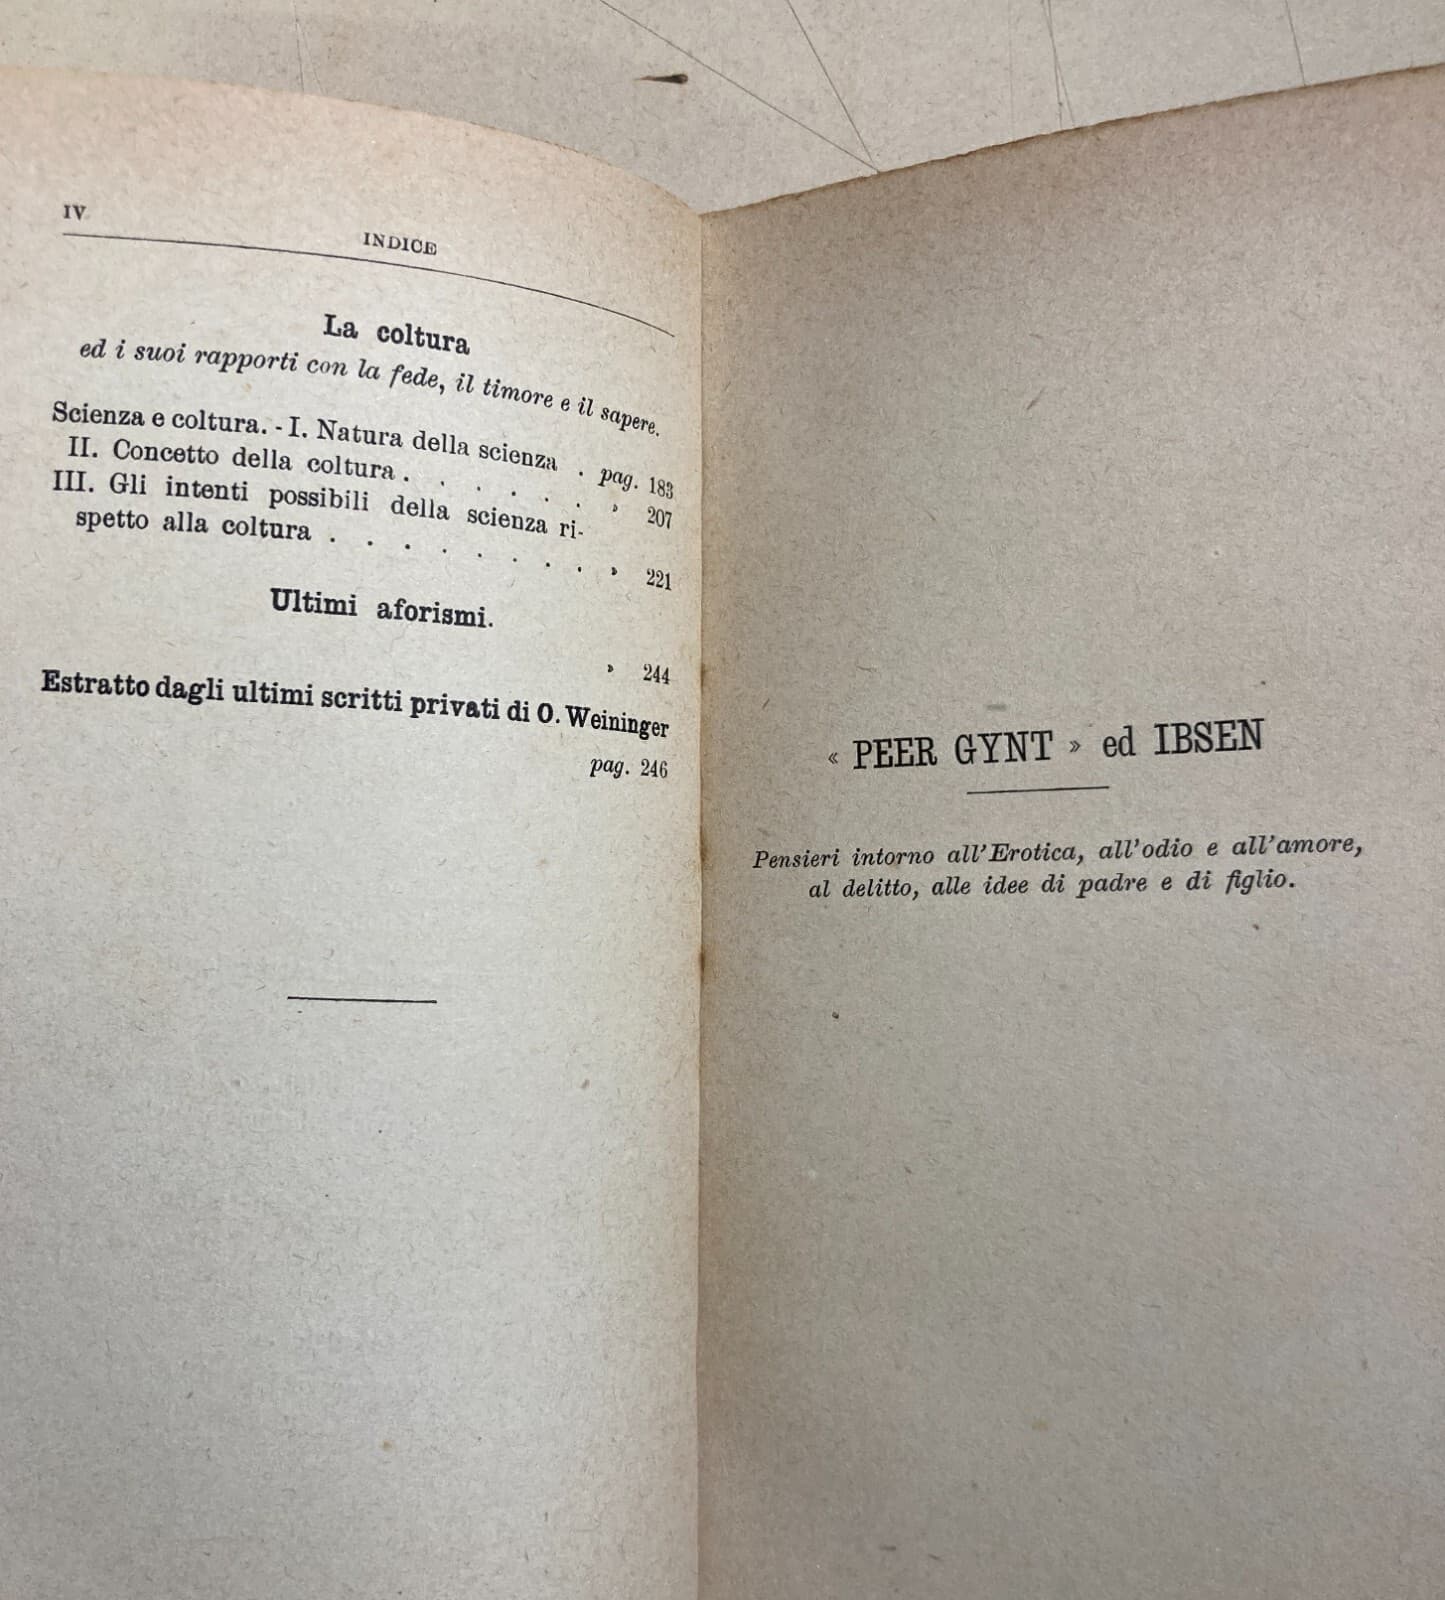 IV
INDICE
La coltura
ed i suoi rapporti con la fede, il timore e il sapere.
Scienza e coltura. - I. Natura della scienza . pag. 183
II. Concetto della coltura . . . . . . » 207
III. Gli intenti possibili della scienza ri-
spetto alla coltura . . . . . . . . » 221
Ultimi aforismi.
» 244
Estratto dagli ultimi scritti privati di O. Weininger
pag. 246
« PEER GYNT » ed IBSEN
Pensieri intorno all'Erotica, all'odio e all'amore,
al delitto, alle idee di padre e di figlio.